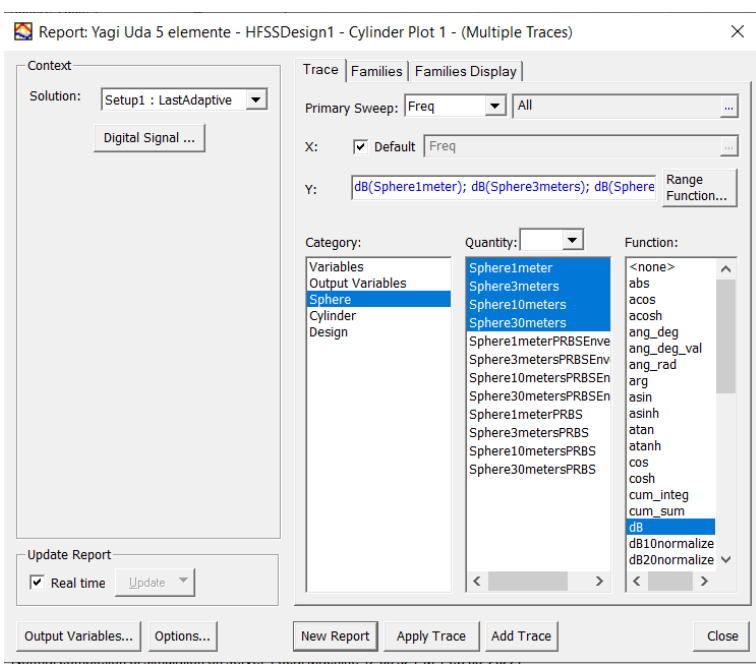 Report: Yagi Uda 5 elemente - HFSSDesign1 - Cylinder Plot 1 - (Multiple Traces)
Context
Solution: Setup1 : LastAdaptive
Digital Signal ...
Update Report
Real time Update
Trace Families Families Display
Primary Sweep: Freq All ...
X: Default Freq ...
Y: dB(Sphere1meter); dB(Sphere3meters); dB(Sphere
Range
Function...
Category:
Variables
Output Variables
Sphere
Cylinder
Design
Quantity:
Sphere1meter
Sphere3meters
Sphere10meters
Sphere30meters
Sphere1meterPRBSEnve
Sphere3metersPRBSEnv
Sphere10metersPRBSEn
Sphere30metersPRBSEn
Sphere1meterPRBS
Sphere3metersPRBS
Sphere10metersPRBS
Sphere30metersPRBS
Function:
<none>
abs
acos
acosh
ang_deg
ang_deg_val
ang_rad
arg
asin
asinh
atan
atanh
cos
cosh
cum_integ
cum_sum
dB
dB10normalize
dB20normalize
Output Variables... Options... New Report Apply Trace Add Trace Close